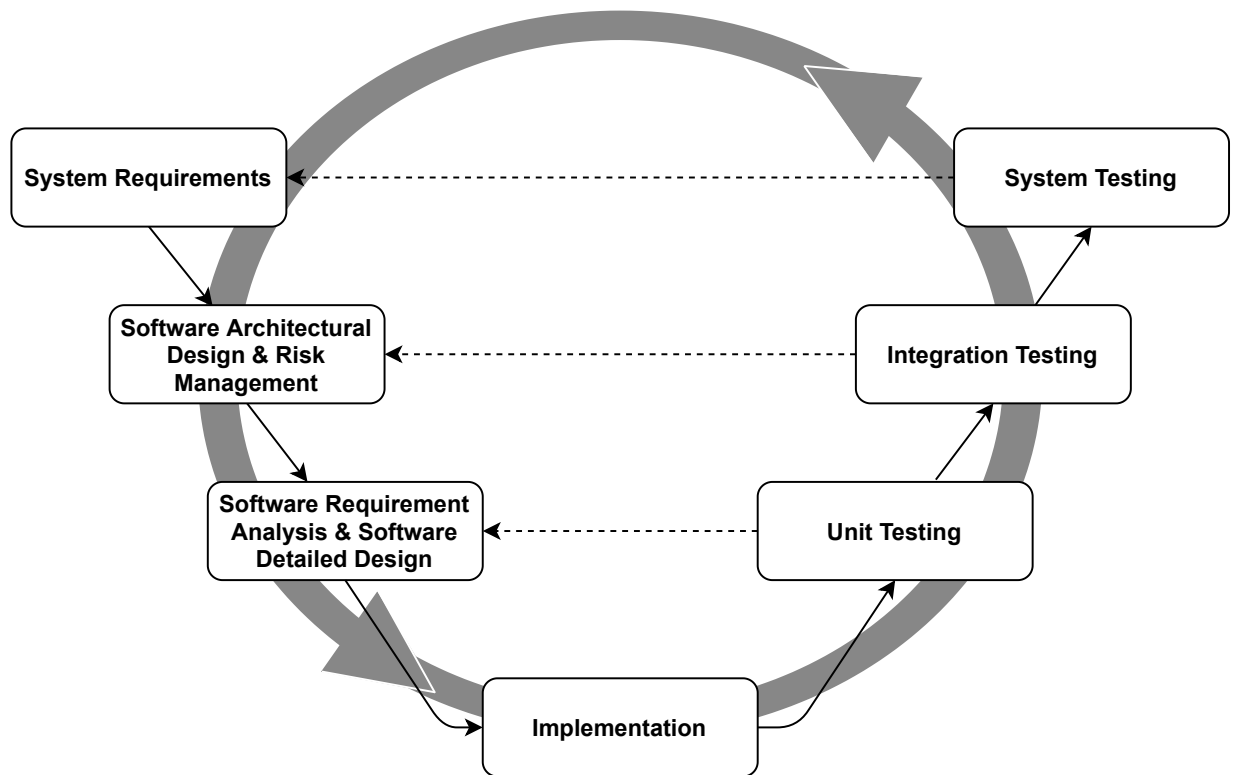 System Requirements
System Testing
Software Architectural
Design & Risk
Management
Integration Testing
Software Requirement
Analysis & Software
Detailed Design
Unit Testing
Implementation